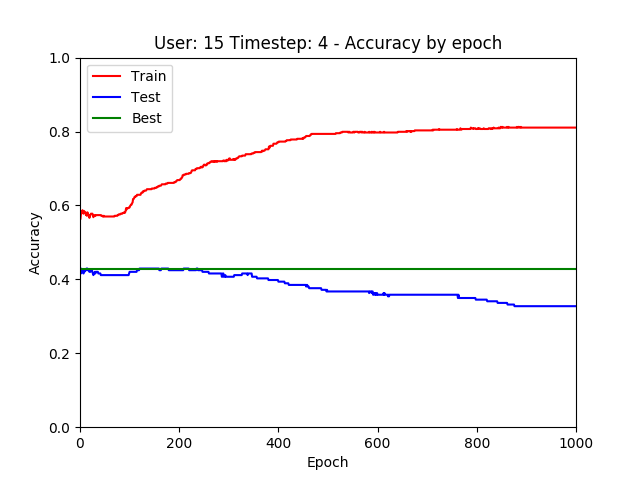 User: 15 Timestep: 4 - Accuracy by epoch
Train
Test
Best
Accuracy
1.0
0.8
0.6
0.4
0.2
0.0
0 200 400 600 800 1000
Epoch